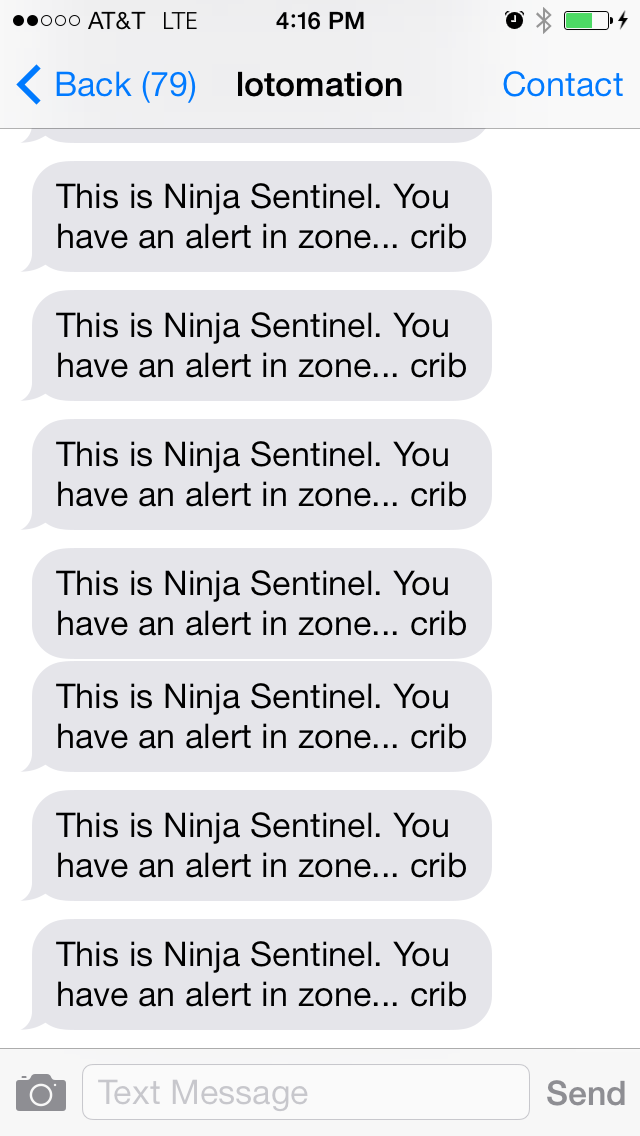 AT&T LTE 4:16 PM
Back (79) Iotomation Contact
This is Ninja Sentinel. You
have an alert in zone... crib
This is Ninja Sentinel. You
have an alert in zone... crib
This is Ninja Sentinel. You
have an alert in zone... crib
This is Ninja Sentinel. You
have an alert in zone... crib
This is Ninja Sentinel. You
have an alert in zone... crib
This is Ninja Sentinel. You
have an alert in zone... crib
This is Ninja Sentinel. You
have an alert in zone... crib
Text Message Send